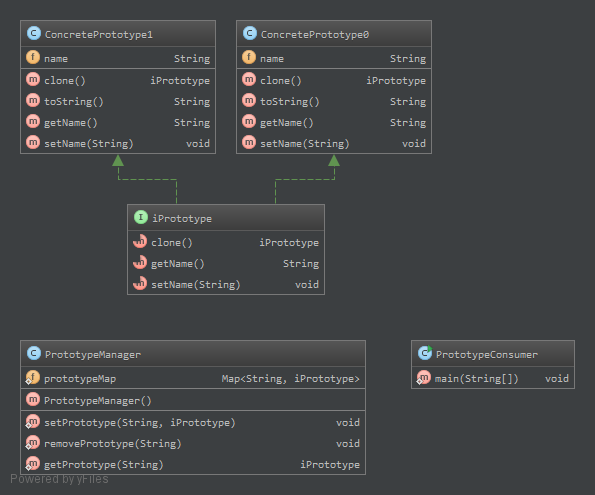 C ConcretePrototype1
f name String
m clone() iPrototype
m toString() String
m getName() String
m setName(String) void
C ConcretePrototype0
f name String
m clone() iPrototype
m toString() String
m getName() String
m setName(String) void
I iPrototype
m clone() iPrototype
m getName() String
m setName(String) void
C PrototypeManager
f prototypeMap Map<String, iPrototype>
m PrototypeManager()
m setPrototype(String, iPrototype) void
m removePrototype(String) void
m getPrototype(String) iPrototype
C PrototypeConsumer
m main(String[]) void
Powered by yFiles